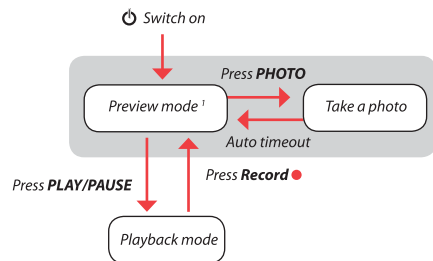 Switch on
Press PHOTO
Preview mode ¹
Take a photo
Auto timeout
Press PLAY/PAUSE
Press Record
Playback mode